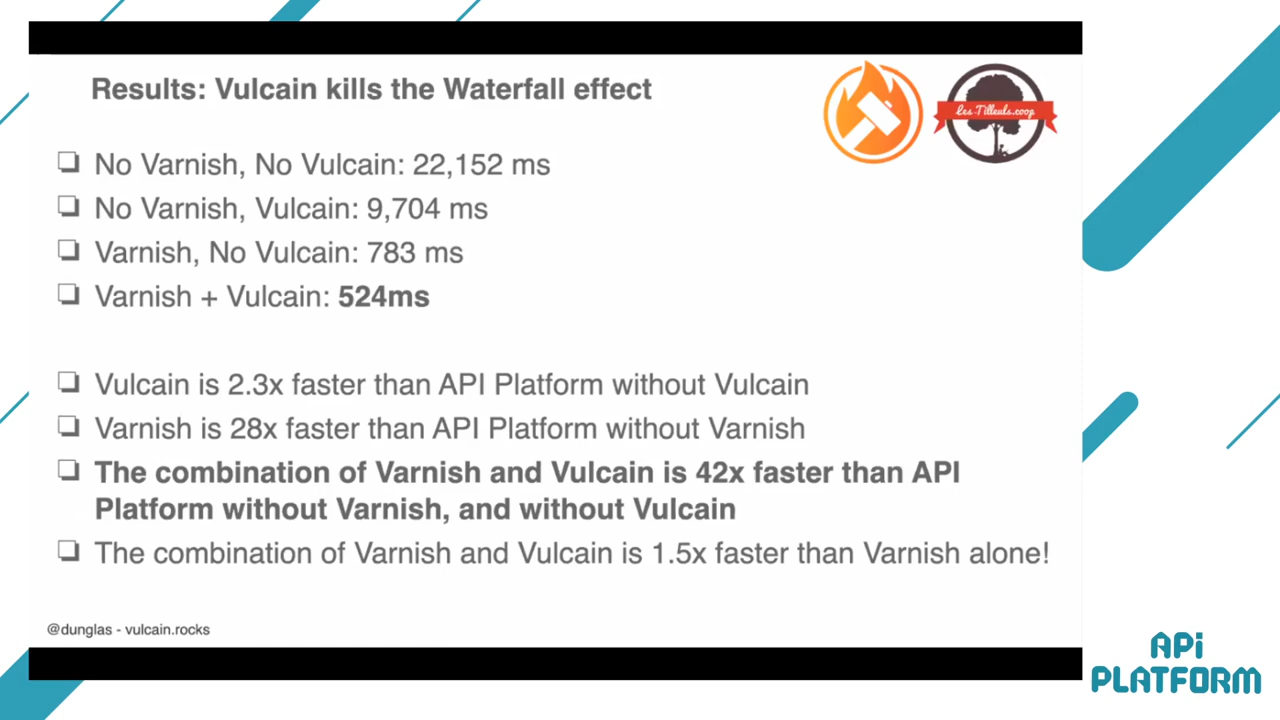 Results: Vulcain kills the Waterfall effect
Les-Tilleuls.coop
No Varnish, No Vulcain: 22,152 ms
No Varnish, Vulcain: 9,704 ms
Varnish, No Vulcain: 783 ms
Varnish + Vulcain: 524ms
Vulcain is 2.3x faster than API Platform without Vulcain
Varnish is 28x faster than API Platform without Varnish
The combination of Varnish and Vulcain is 42x faster than API
Platform without Varnish, and without Vulcain
The combination of Varnish and Vulcain is 1.5x faster than Varnish alone!
@dunglas - vulcain.rocks
APi
PLATFORM